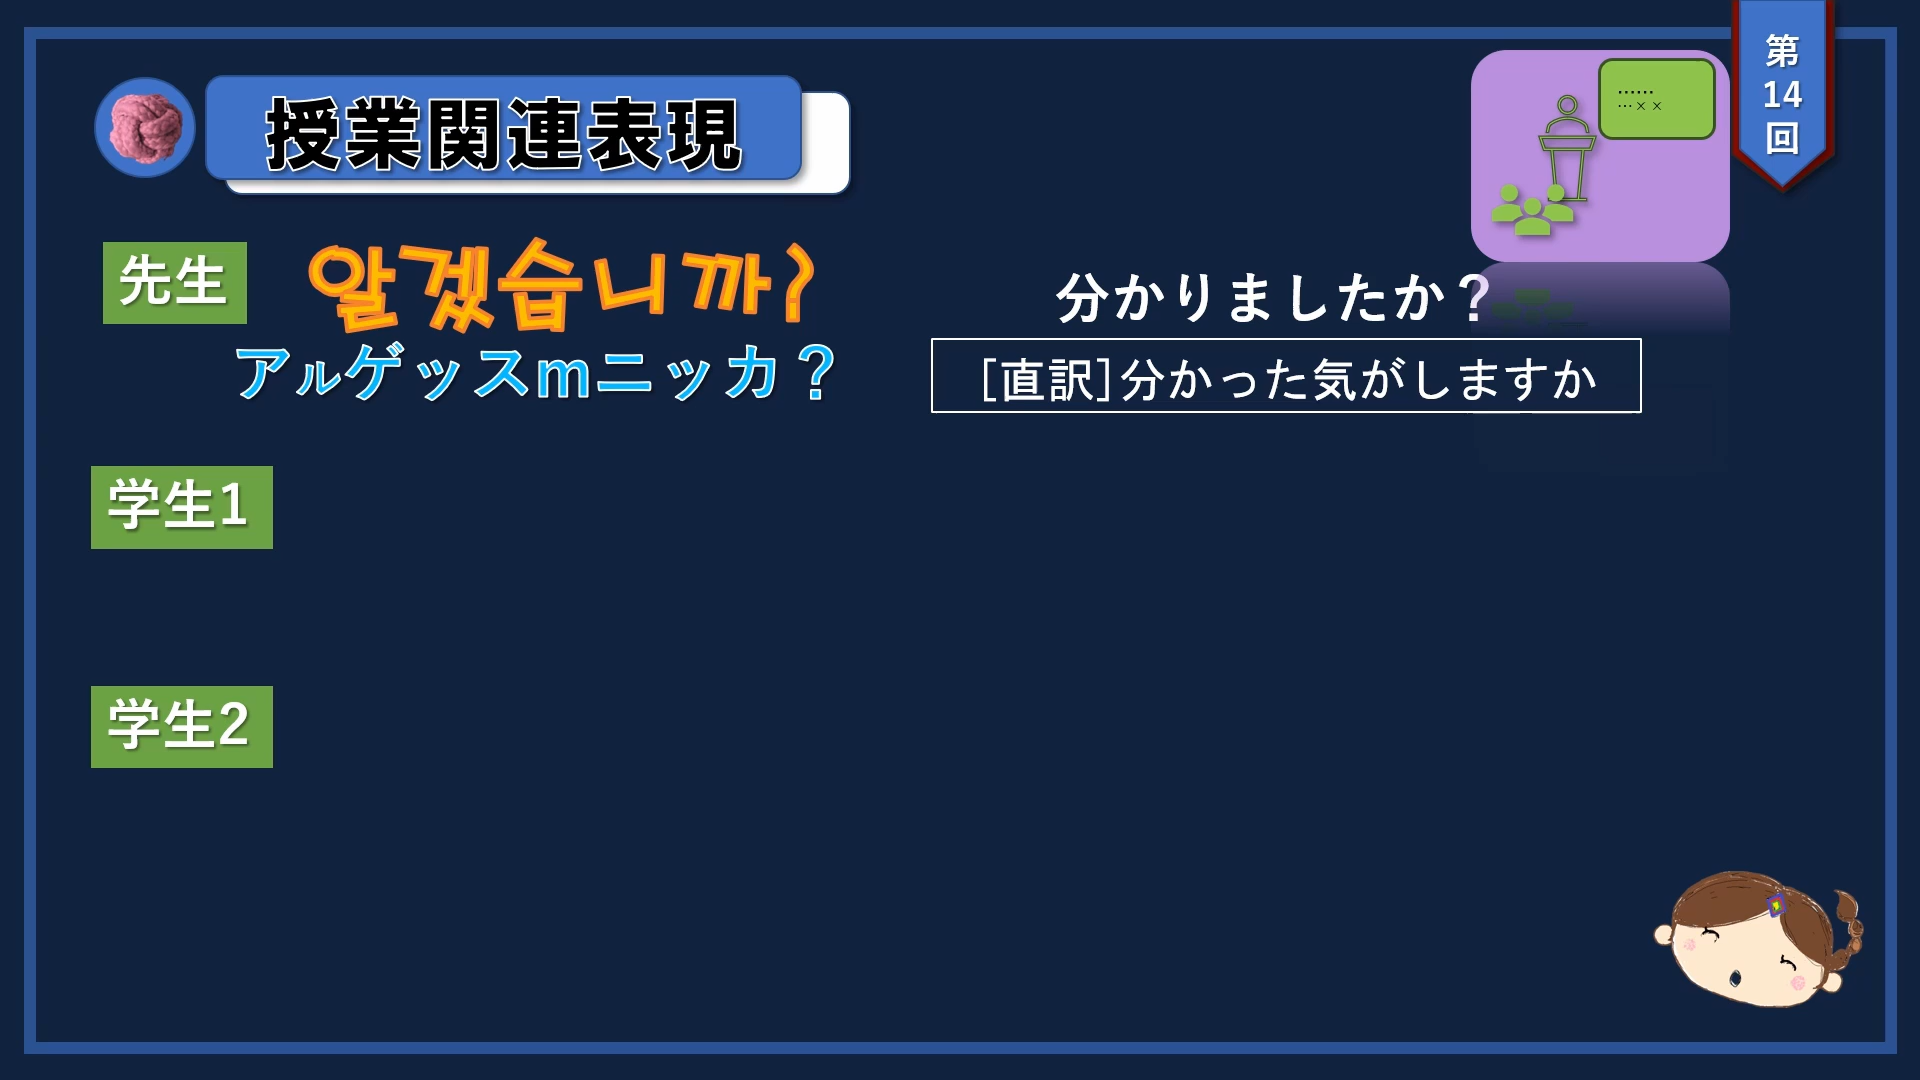 第
14
回
授業関連表現
……
…××
先生
알겠습니까?
分かりましたか？
アルゲッスmニッカ？
[直訳]分かった気がしますか
学生1
学生2